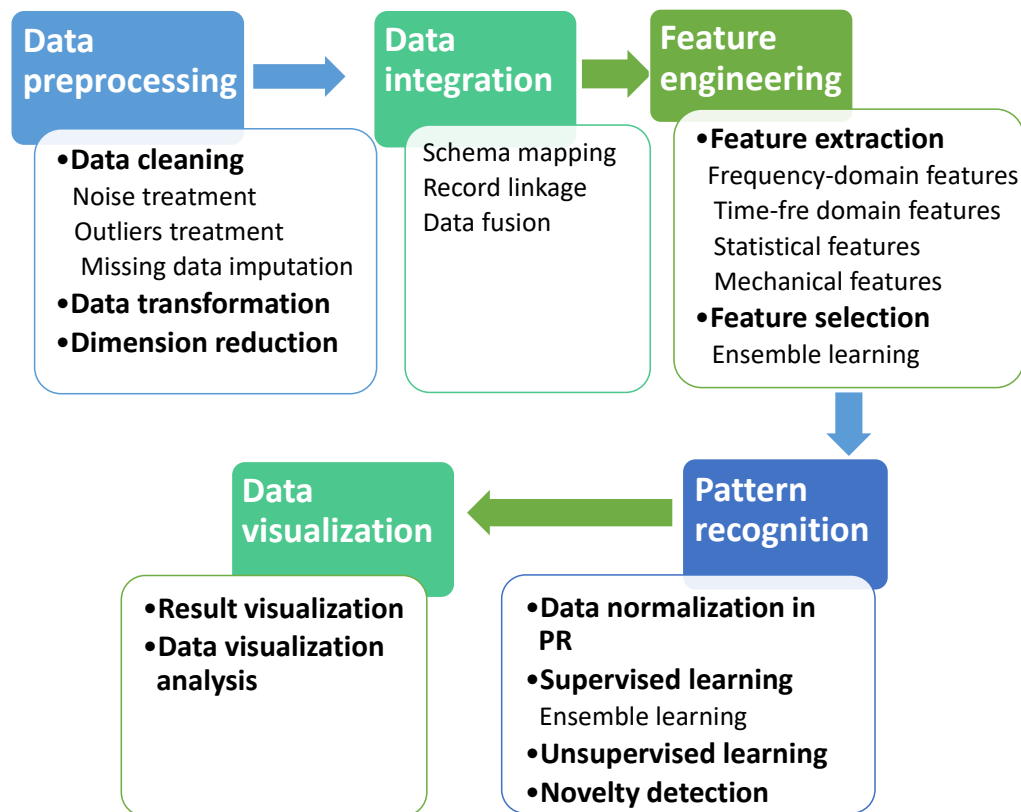 Data
preprocessing
•Data cleaning
Noise treatment
Outliers treatment
Missing data imputation
•Data transformation
•Dimension reduction
Data
integration
Schema mapping
Record linkage
Data fusion
Feature
engineering
•Feature extraction
Frequency-domain features
Time-fre domain features
Statistical features
Mechanical features
•Feature selection
Ensemble learning
Pattern
recognition
•Data normalization in
PR
•Supervised learning
Ensemble learning
•Unsupervised learning
•Novelty detection
Data
visualization
•Result visualization
•Data visualization
analysis